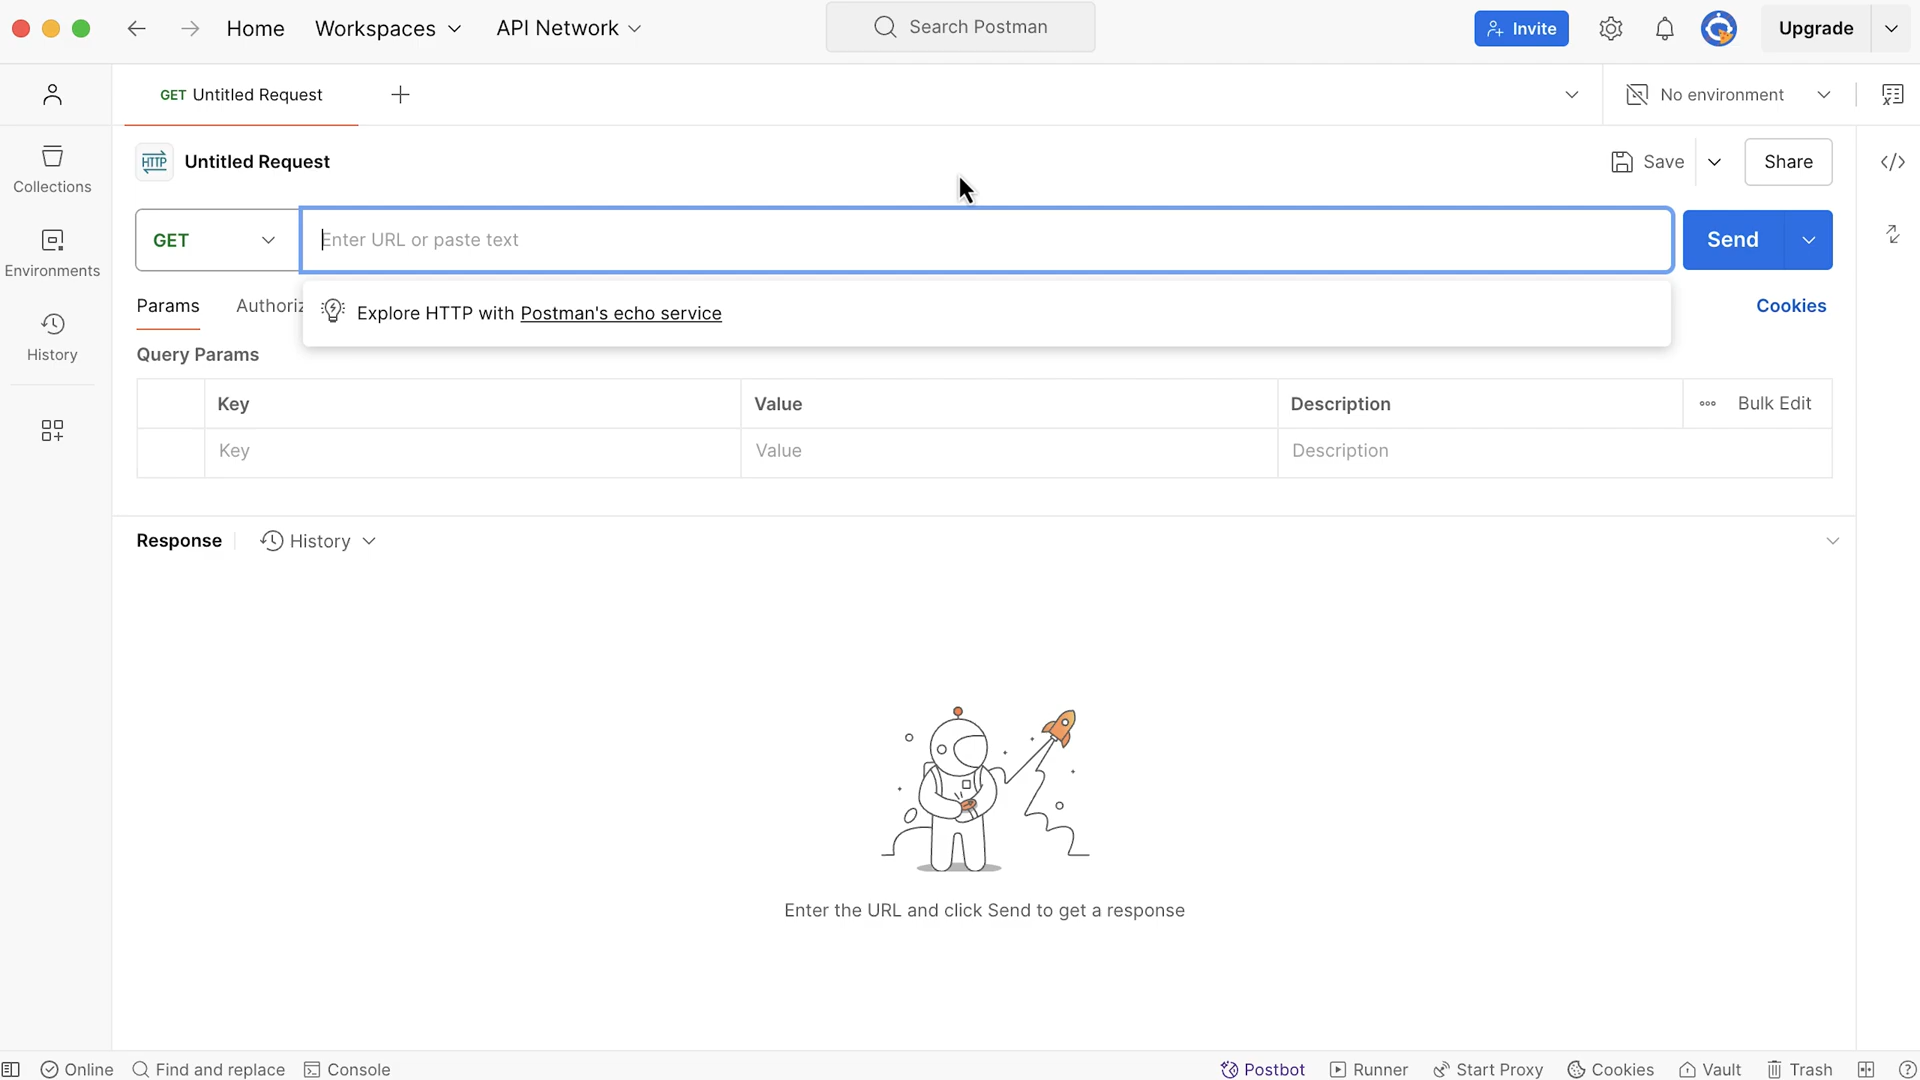 Home Workspaces API Network Search Postman Invite Upgrade
GET Untitled Request No environment
HTTP Untitled Request Save Share
Collections
GET Enter URL or paste text Send
Environments
Params Authoriz Cookies
Explore HTTP with Postman's echo service
History
Query Params
Key Value Description Bulk Edit
Key Value Description
Response History
Enter the URL and click Send to get a response
Online Find and replace Console Postbot Runner Start Proxy Cookies Vault Trash